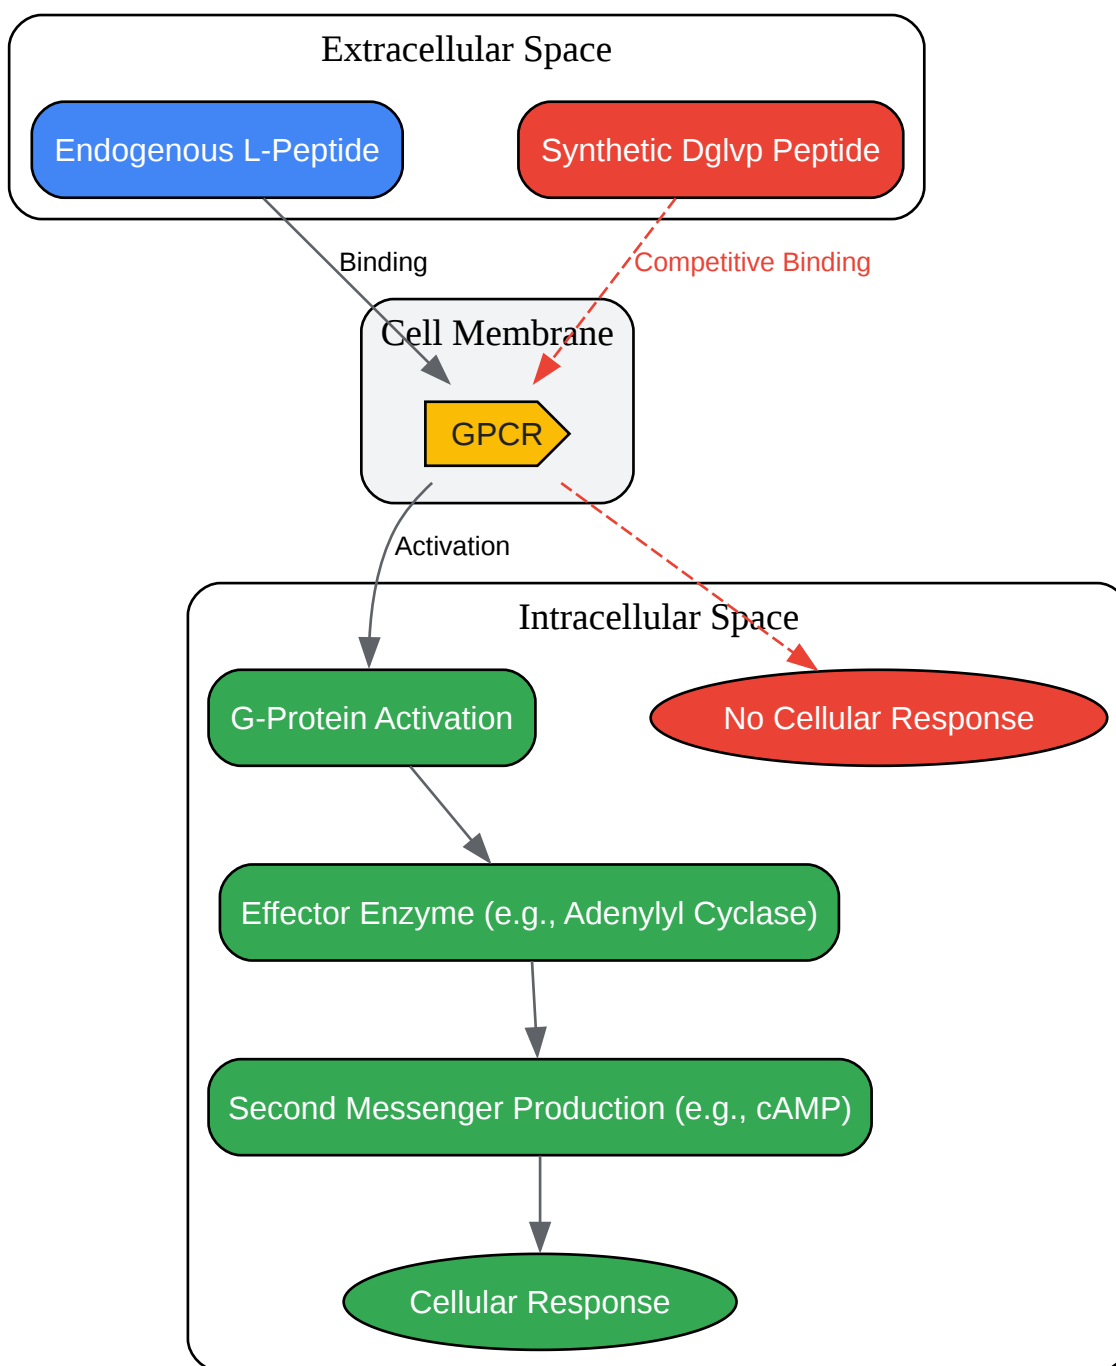 Extracellular Space
Endogenous L-Peptide
Synthetic Dglvp Peptide
Binding
Competitive Binding
Cell Membrane
GPCR
Activation
Intracellular Space
G-Protein Activation
No Cellular Response
Effector Enzyme (e.g., Adenylyl Cyclase)
Second Messenger Production (e.g., cAMP)
Cellular Response